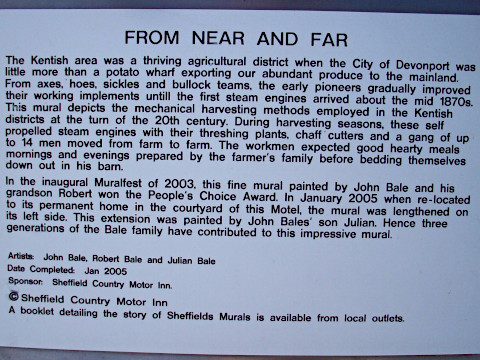 FROM NEAR AND FAR
The Kentish area was a thriving agricultural district when the City of Devonport was
little more than a potato wharf exporting our abundant produce to the mainland.
From axes, hoes, sickles and bullock teams, the early pioneers gradually improved
their working implements untill the first steam engines arrived about the mid 1870s.
This mural depicts the mechanical harvesting methods employed in the Kentish
districts at the turn of the 20th century. During harvesting seasons, these self
propelled steam engines with their threshing plants, chaff cutters and a gang of up
to 14 men moved from farm to farm. The workmen expected good hearty meals
mornings and evenings prepared by the farmer's family before bedding themselves
down out in his barn.
In the inaugural Muralfest of 2003, this fine mural painted by John Bale and his
grandson Robert won the People's Choice Award. In January 2005 when re-located
to its permanent home in the courtyard of this Motel, the mural was lengthened on
its left side. This extension was painted by John Bales' son Julian. Hence three
generations of the Bale family have contributed to this impressive mural.
Artists: John Bale, Robert Bale and Julian Bale
Date Completed: Jan 2005
Sponsor: Sheffield Country Motor Inn.
© Sheffield Country Motor Inn
A booklet detailing the story of Sheffields Murals is available from local outlets.